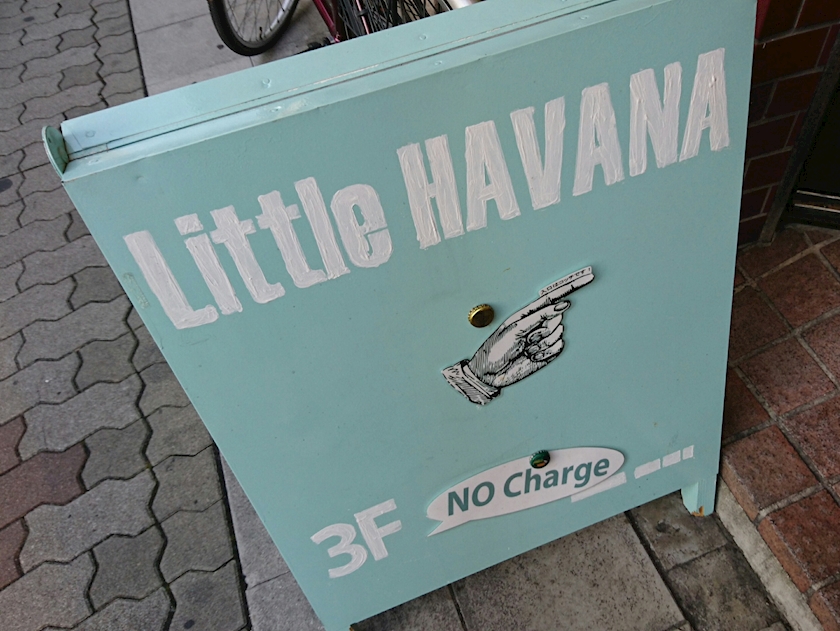 Little HAVANA
NO Charge
3F